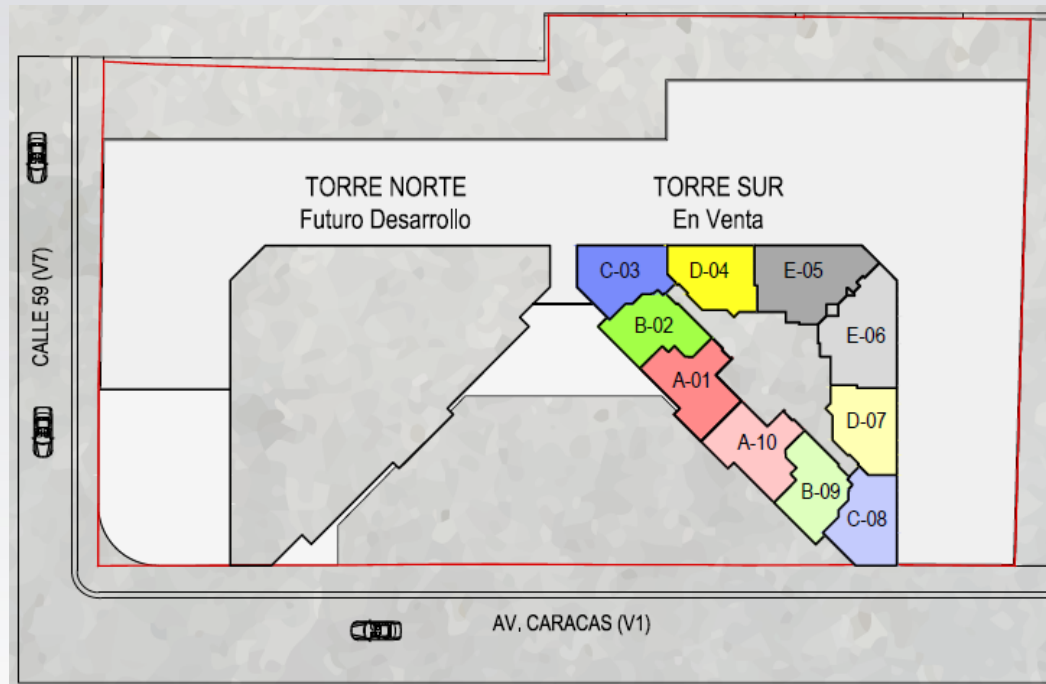 TORRE NORTE
Futuro Desarrollo
TORRE SUR
En Venta
C-03
D-04
E-05
B-02
E-06
A-01
D-07
A-10
B-09
C-08
CALLE 59 (V7)
AV. CARACAS (V1)